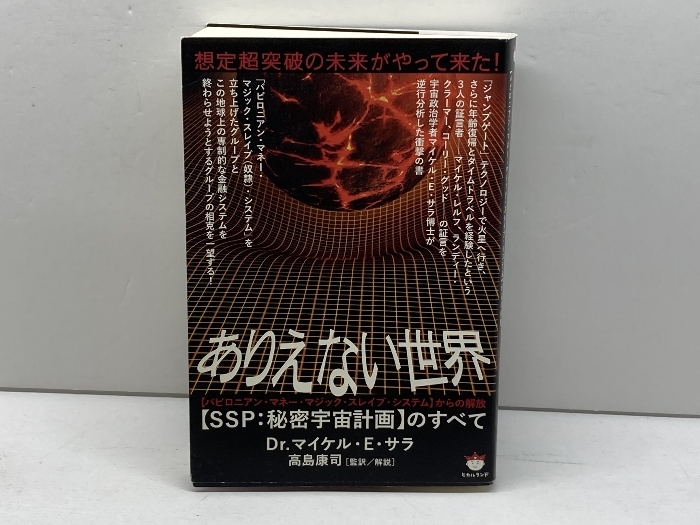 想定超突破の未来がやって来た！
「ジャンプゲート」テクノロジーで火星へ行き、
さらに年齢復帰とタイムトラベルを経験したという
3人の証言者――マイケル・レルフ、ランディー・
クラーマー、コーリー・グッド――の証言を
宇宙政治学者マイケル・E・サラ博士が
逆行分析した衝撃の書
「バビロニアン・マネー・
マジック・スレイブ（奴隷）・システム」を
立ち上げたグループと
この地球上の専制的な金融システムを
終わらせようとするグループの相克を一望する！
ありえない世界
【バビロニアン・マネー・マジック・スレイブ・システム】からの解放
【SSP：秘密宇宙計画】のすべて
Dr.マイケル・E・サラ
高島康司［監訳／解説］
ヒカルランド